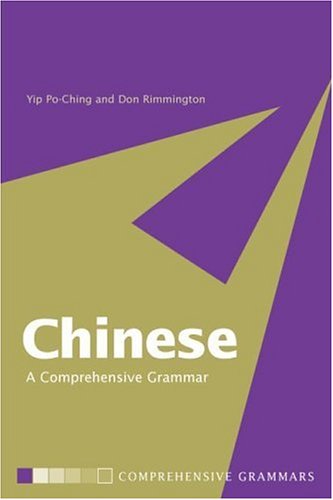 Yip Po-Ching and Don Rimmington
Chinese
A Comprehensive Grammar
COMPREHENSIVE GRAMMARS